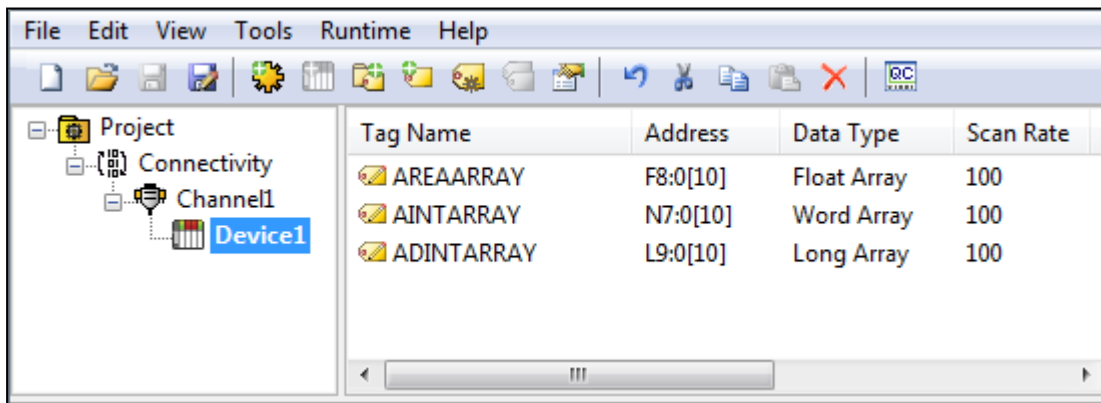 File Edit View Tools Runtime Help
QC
Project
Connectivity
Channel1
Device1
Tag Name Address Data Type Scan Rate
AREAARRAY F8:0[10] Float Array 100
AINTARRAY N7:0[10] Word Array 100
ADINTARRAY L9:0[10] Long Array 100